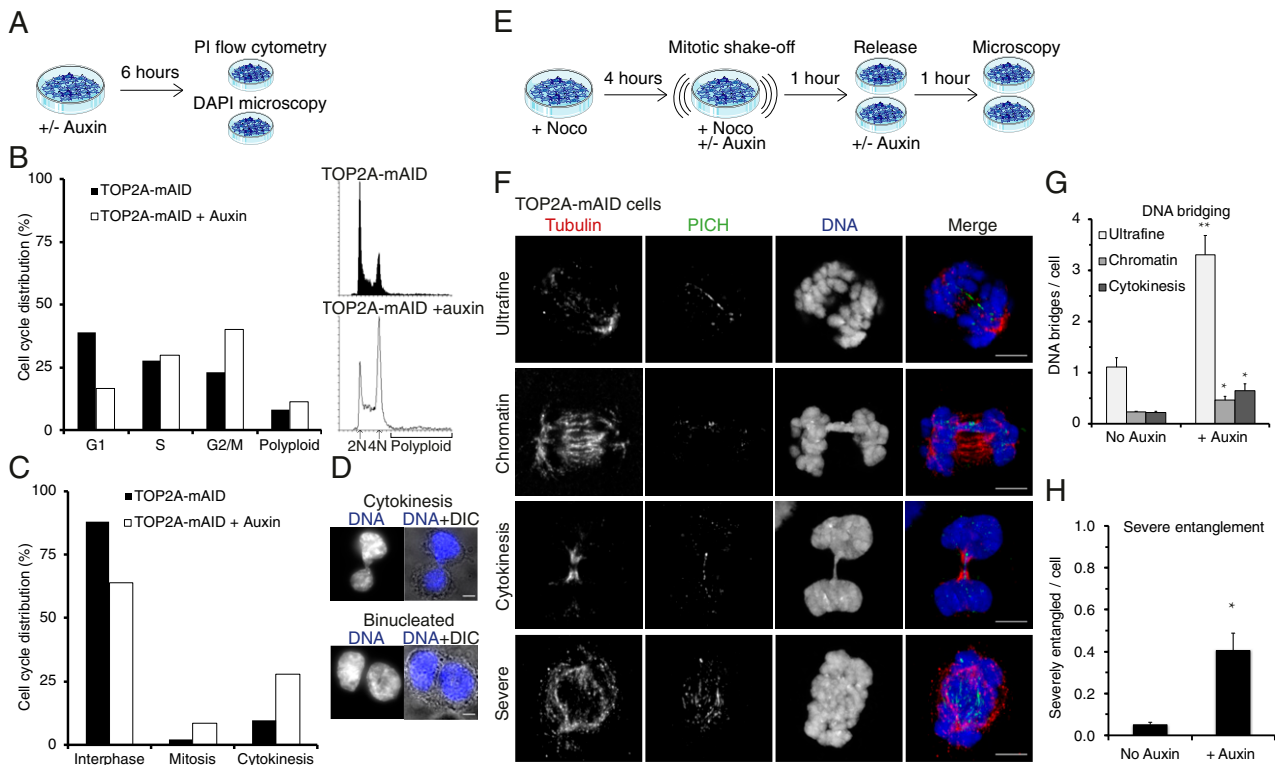 A
PI flow cytometry
6 hours
DAPI microscopy
+/- Auxin
B
100
75
50
25
0
Cell cycle distribution (%)
TOP2A-mAID
TOP2A-mAID + Auxin
G1 S G2/M Polyploid
TOP2A-mAID
TOP2A-mAID +auxin
2N 4N Polyploid
C
100
75
50
25
0
Cell cycle distribution (%)
TOP2A-mAID
TOP2A-mAID + Auxin
Interphase Mitosis Cytokinesis
D
Cytokinesis
DNA DNA+DIC
Binucleated
DNA DNA+DIC
E
Mitotic shake-off Release Microscopy
4 hours 1 hour 1 hour
+ Noco
+ Noco
+/- Auxin
+/- Auxin
F
TOP2A-mAID cells
Tubulin PICH DNA Merge
Ultrafine
Chromatin
Cytokinesis
Severe
G
DNA bridging
4
3
2
1
0
DNA bridges / cell
Ultrafine
Chromatin
Cytokinesis
**
*
*
No Auxin + Auxin
H
Severe entanglement
1.0
0.8
0.6
0.4
0.2
0.0
Severely entangled / cell
*
No Auxin + Auxin